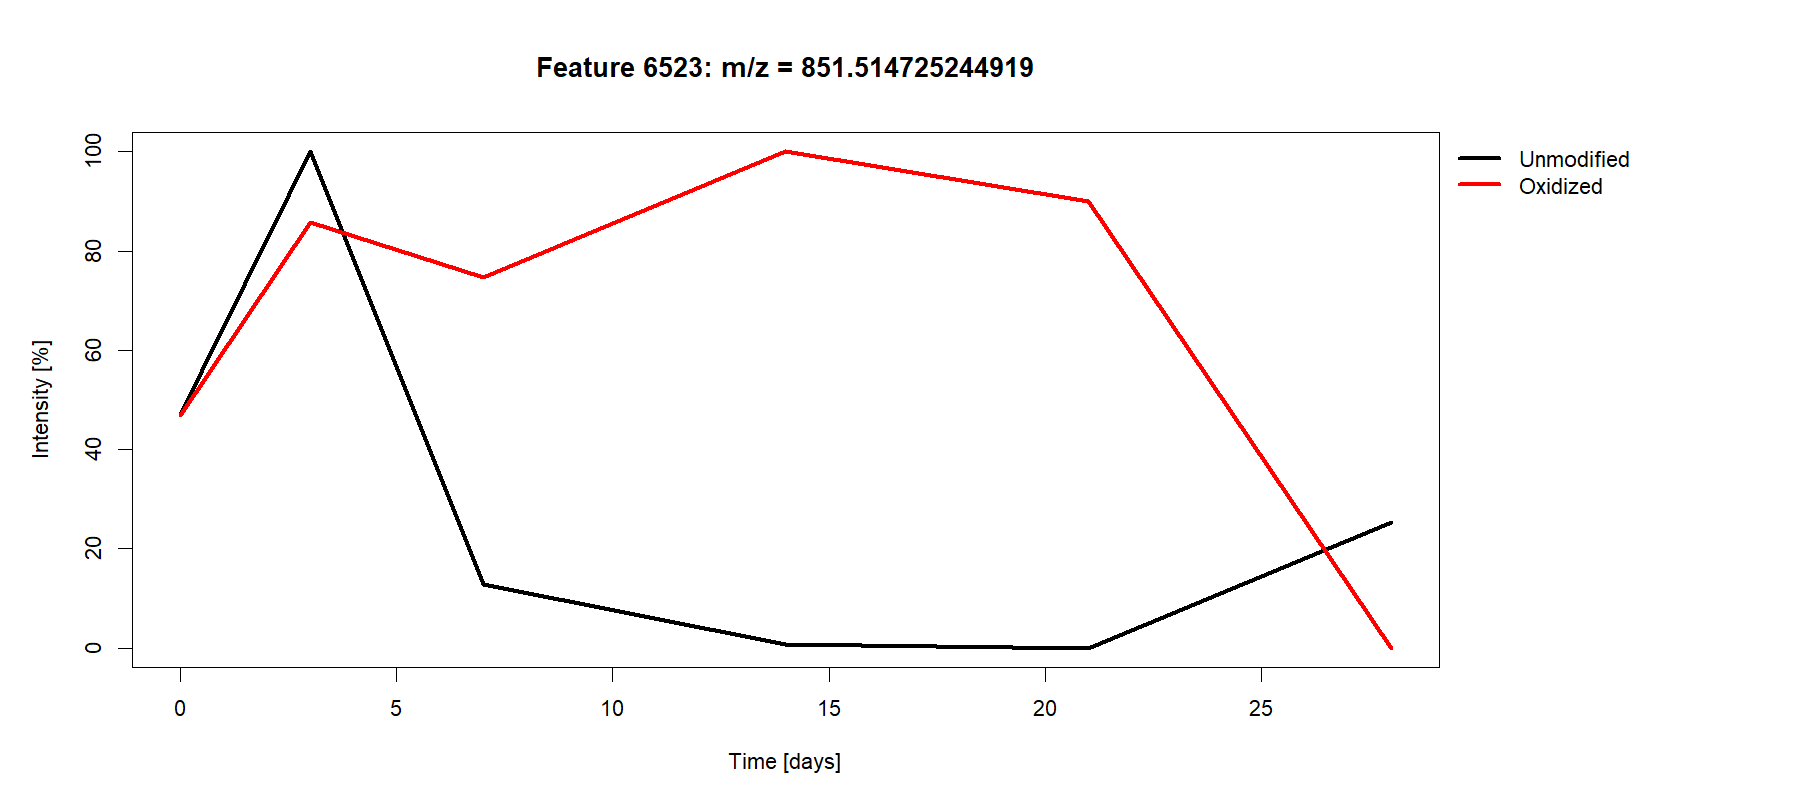 Feature 6523: m/z = 851.514725244919
Unmodified
Oxidized
Intensity [%]
100
80
60
40
20
0
0 5 10 15 20 25
Time [days]